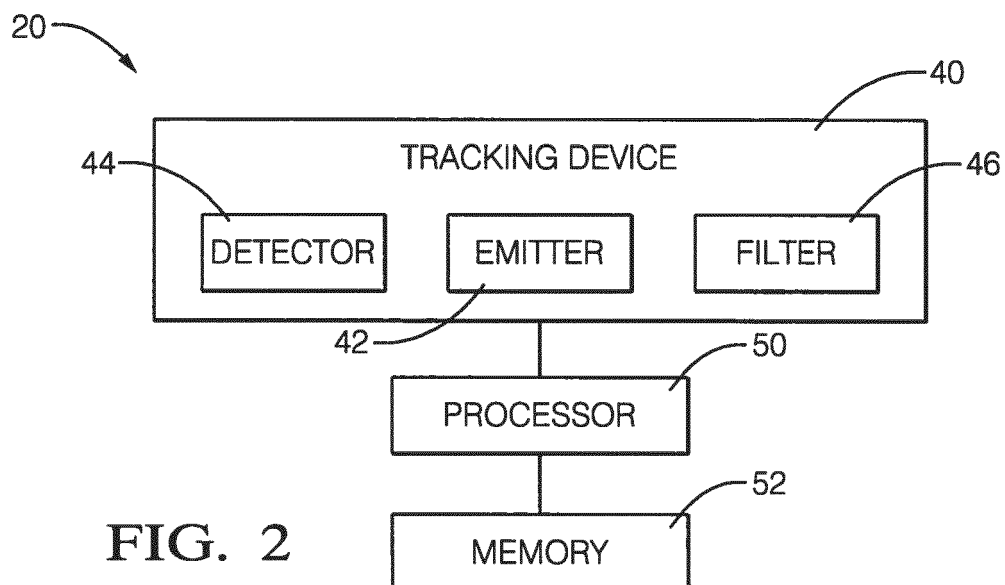 20
40
TRACKING DEVICE
44
46
DETECTOR
EMITTER
FILTER
42
50
PROCESSOR
52
FIG. 2
MEMORY